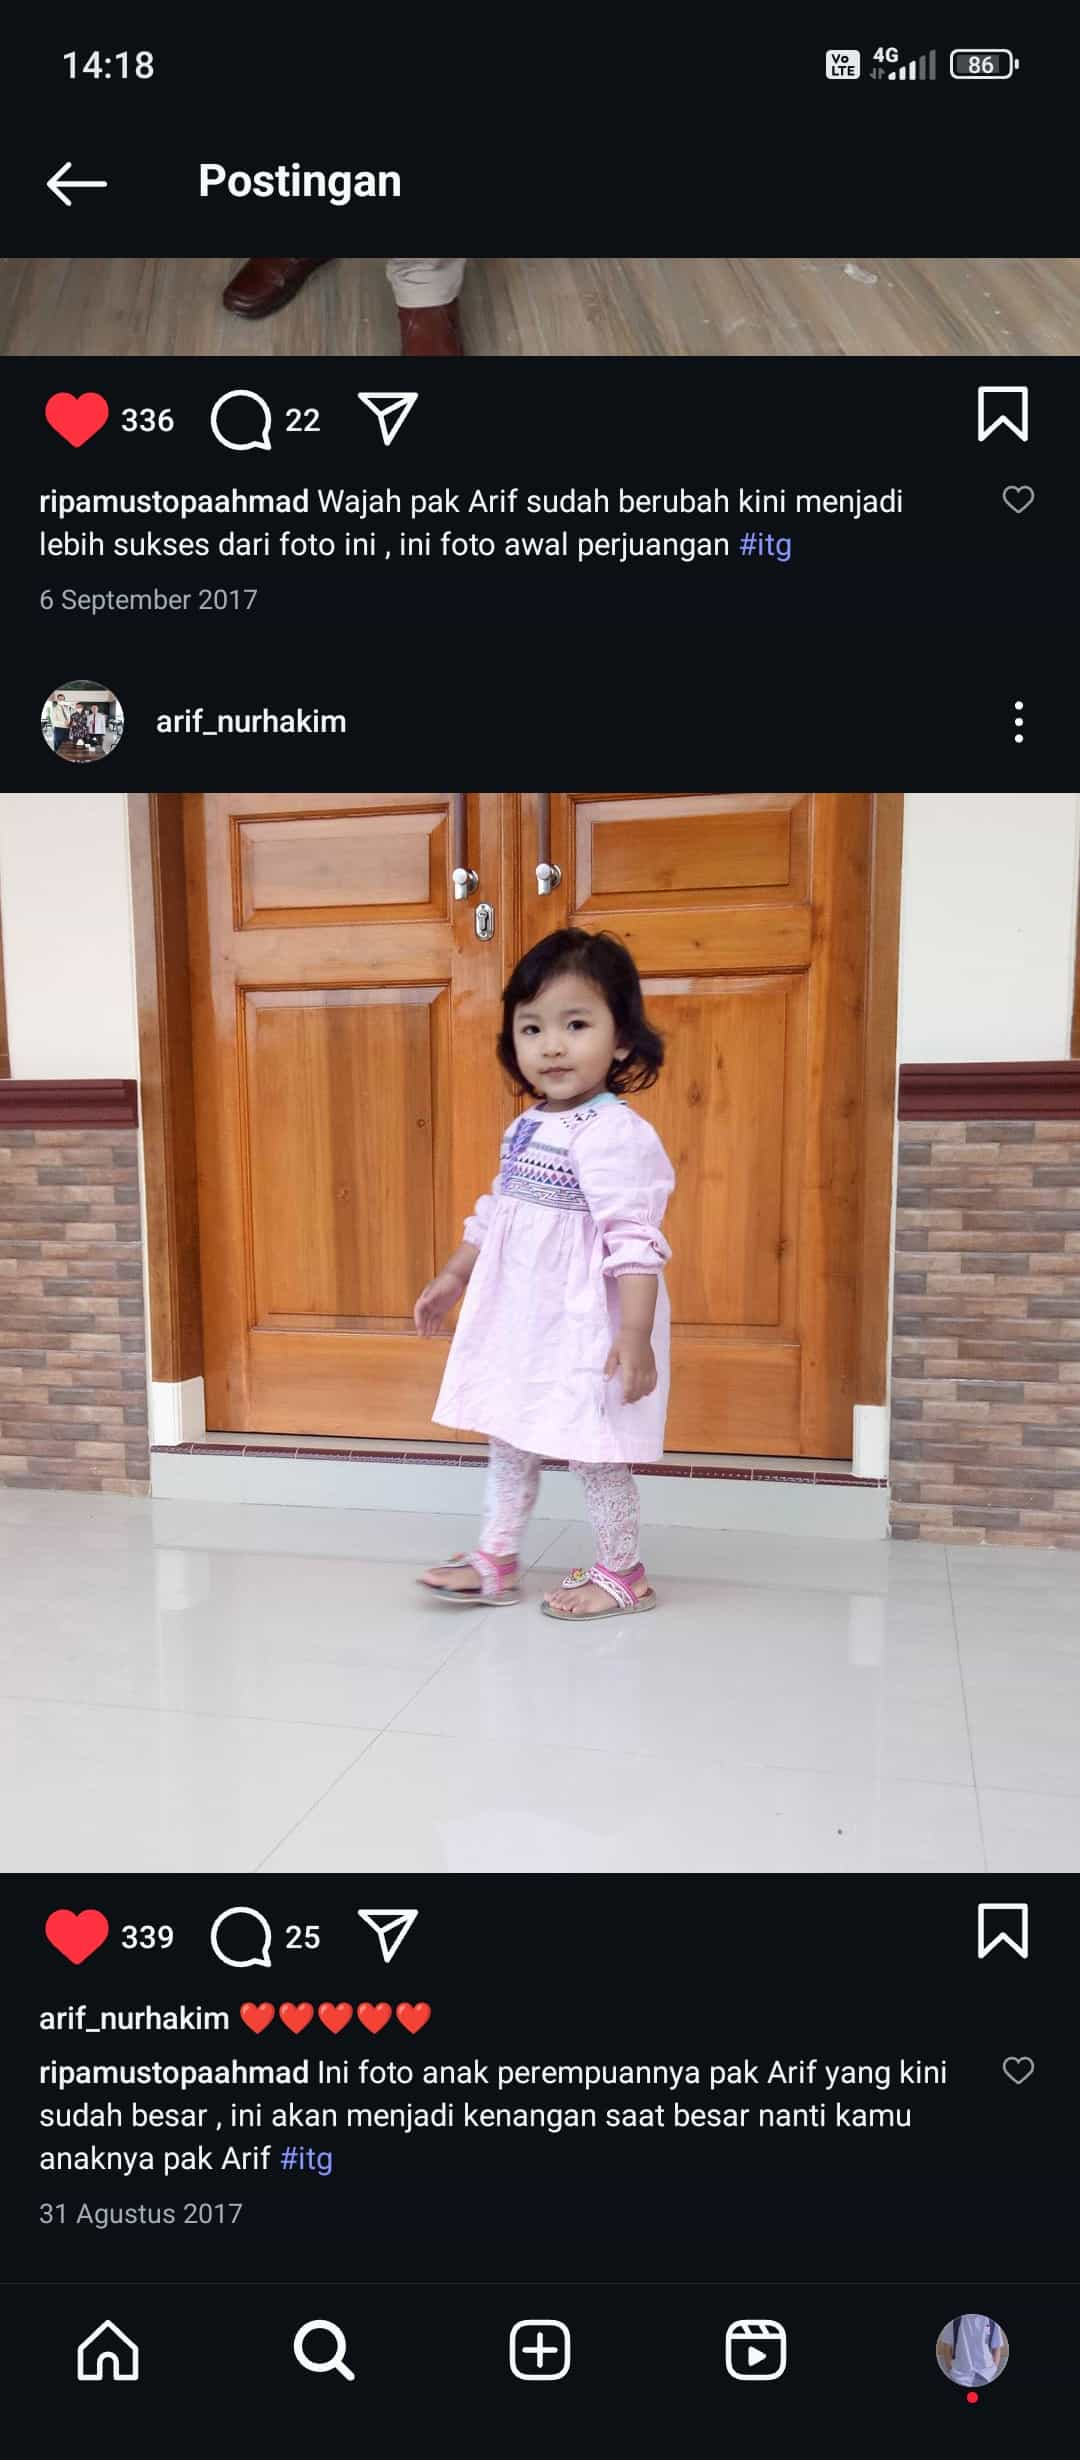 14:18
Vo LTE 4G 86
Postingan
336 22
ripamustopaahmad Wajah pak Arif sudah berubah kini menjadi
lebih sukses dari foto ini , ini foto awal perjuangan #itg
6 September 2017
arif_nurhakim
339 25
arif_nurhakim ❤️❤️❤️❤️❤️
ripamustopaahmad Ini foto anak perempuannya pak Arif yang kini
sudah besar , ini akan menjadi kenangan saat besar nanti kamu
anaknya pak Arif #itg
31 Agustus 2017